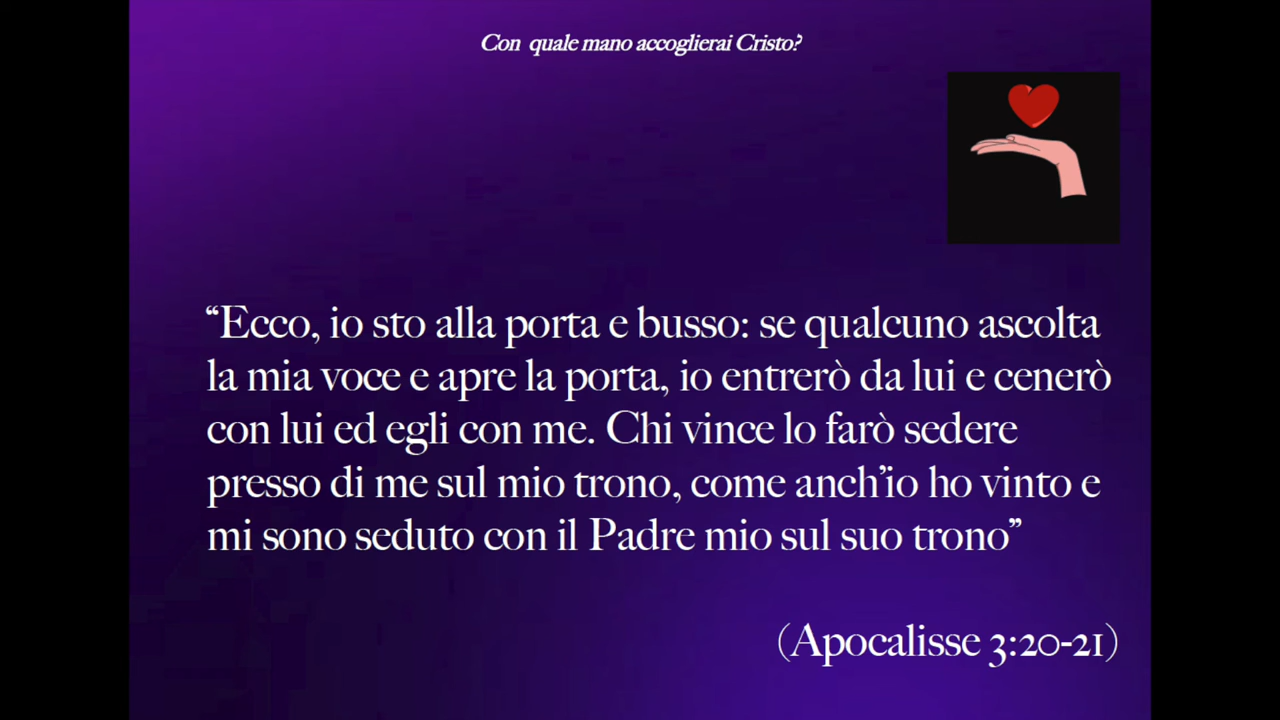 Con quale mano accoglierai Cristo?
“Ecco, io sto alla porta e busso: se qualcuno ascolta
la mia voce e apre la porta, io entrerò da lui e cenerò
con lui ed egli con me. Chi vince lo farò sedere
presso di me sul mio trono, come anch’io ho vinto e
mi sono seduto con il Padre mio sul suo trono”
(Apocalisse 3:20-21)